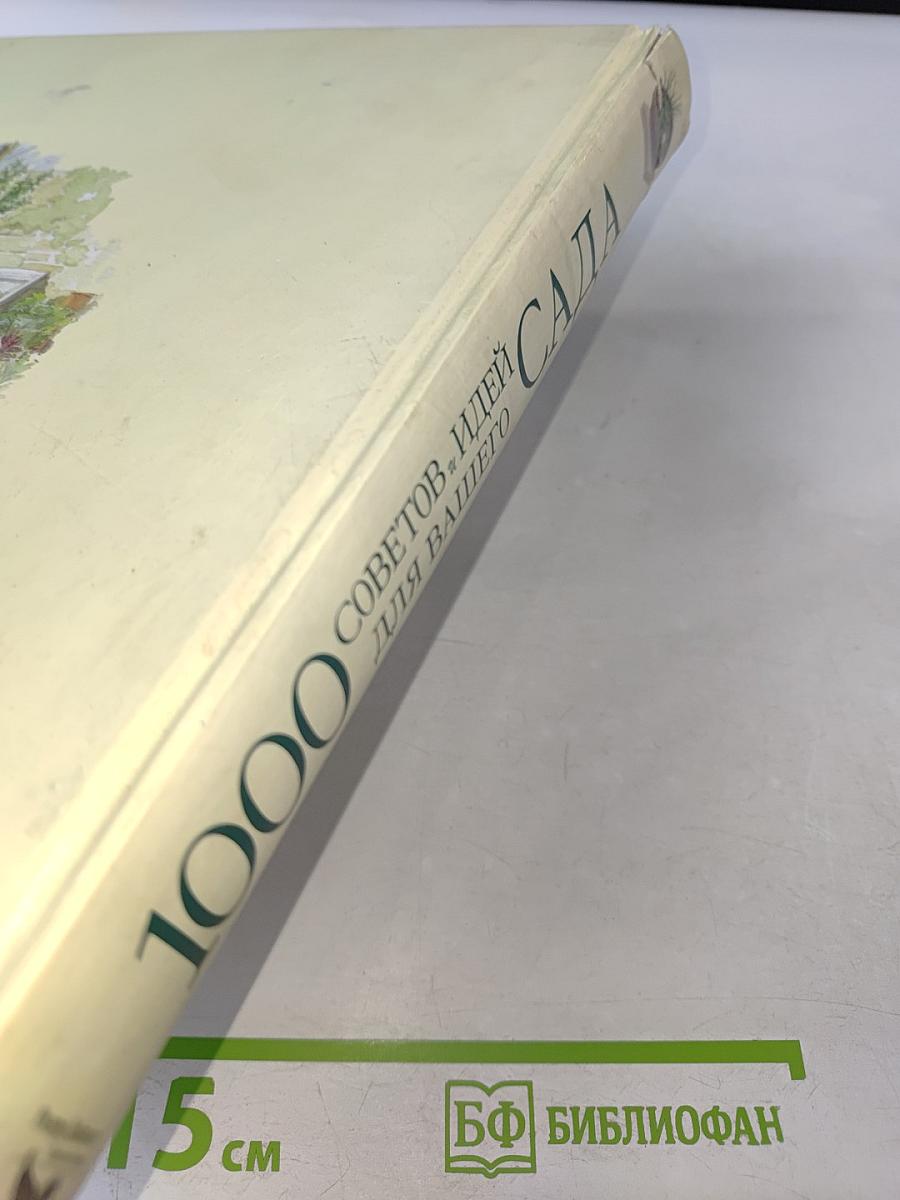 1000
СОВЕТОВ и ИДЕЙ
ДЛЯ ВАШЕГО
САДА
15 см
БФ БИБЛИОФАН